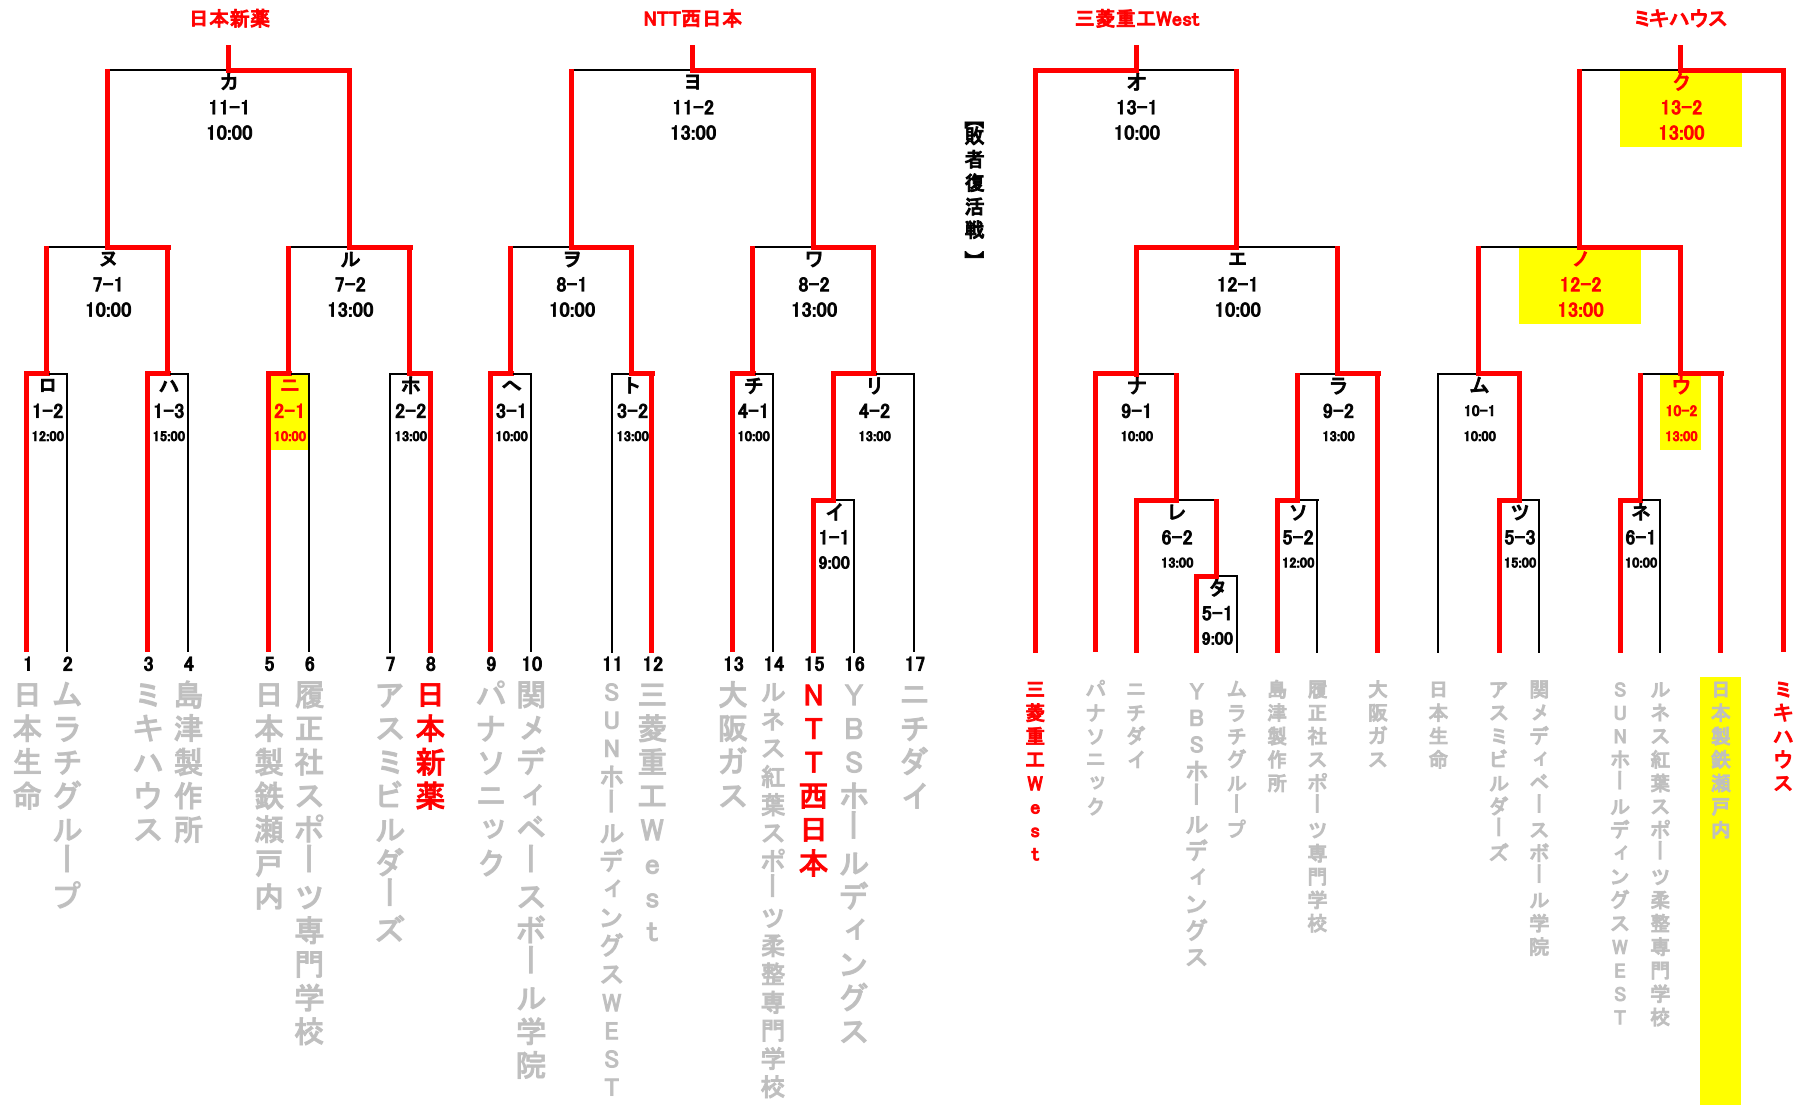 日本新薬
NTT西日本
三菱重工West
ミキハウス
カ
11-1
10:00
ヨ
11-2
13:00
【敗者復活戦】
オ
13-1
10:00
ク
13-2
13:00
ヌ
7-1
10:00
ル
7-2
13:00
ヲ
8-1
10:00
ワ
8-2
13:00
エ
12-1
10:00
ノ
12-2
13:00
ロ
1-2
12:00
ハ
1-3
15:00
ニ
2-1
10:00
ホ
2-2
13:00
ヘ
3-1
10:00
ト
3-2
13:00
チ
4-1
10:00
リ
4-2
13:00
ナ
9-1
10:00
ラ
9-2
13:00
ム
10-1
10:00
ウ
10-2
13:00
イ
1-1
9:00
レ
6-2
13:00
ソ
5-2
12:00
ツ
5-3
15:00
ネ
6-1
10:00
タ
5-1
9:00
1
日本生命
2
ムラチグループ
3
ミキハウス
4
島津製作所
5
日本製鉄瀬戸内
6
履正社スポーツ専門学校
7
アスミビルダーズ
8
日本新薬
9
パナソニック
10
関メディベースボール学院
11
SUNホールディングスWEST
12
三菱重工West
13
大阪ガス
14
ルネス紅葉スポーツ柔整専門学校
15
NTT西日本
16
YBSホールディングス
17
ニチダイ
三菱重工West
パナソニック
ニチダイ
YBSホールディングス
ムラチグループ
島津製作所
履正社スポーツ専門学校
大阪ガス
日本生命
アスミビルダーズ
関メディベースボール学院
SUNホールディングスWEST
ルネス紅葉スポーツ柔整専門学校
日本製鉄瀬戸内
ミキハウス